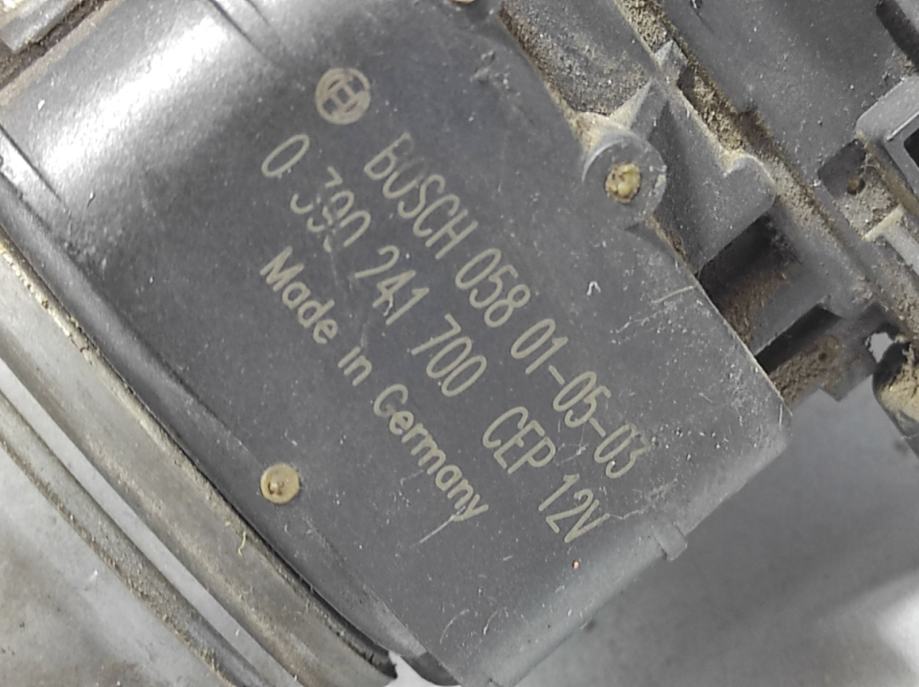 BOSCH 058 01-05-03
0 390 241 700 CEP 12V
Made in Germany